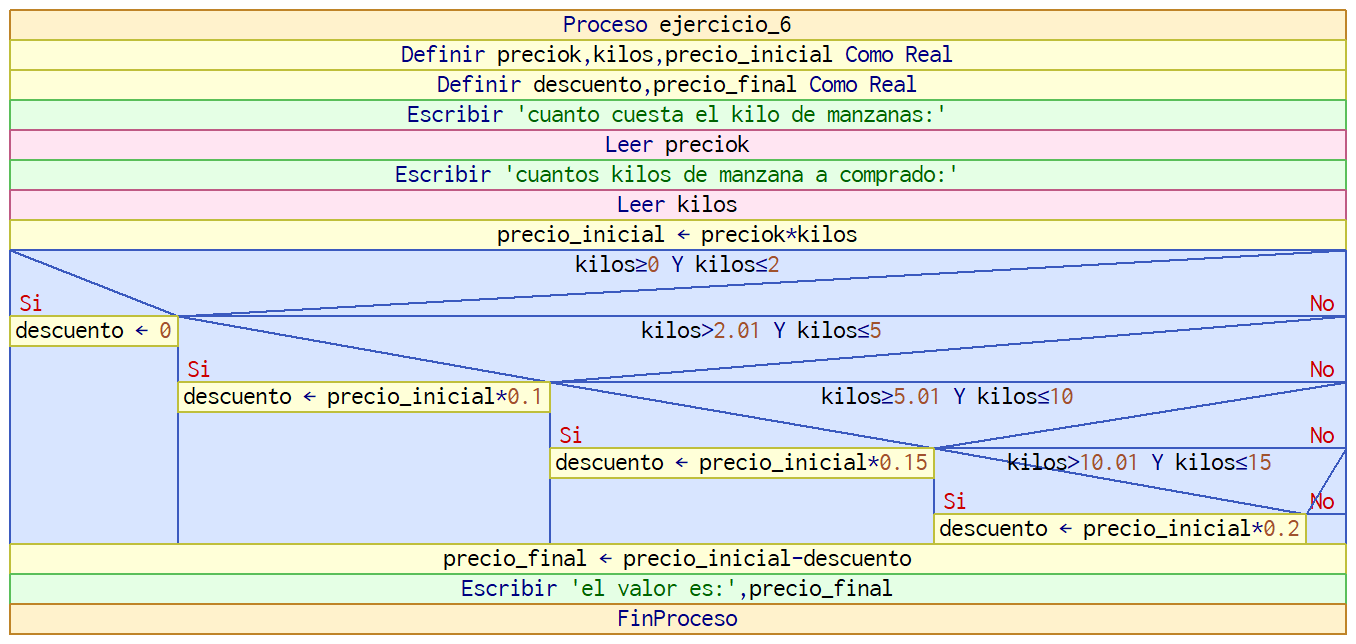 Proceso ejercicio_6
Definir preciok,kilos,precio_inicial Como Real
Definir descuento,precio_final Como Real
Escribir 'cuanto cuesta el kilo de manzanas:'
Leer preciok
Escribir 'cuantos kilos de manzana a comprado:'
Leer kilos
precio_inicial ← preciok*kilos
kilos≥0 Y kilos≤2
Si No
descuento ← 0
kilos>2.01 Y kilos≤5
Si No
descuento ← precio_inicial*0.1
kilos≥5.01 Y kilos≤10
Si No
descuento ← precio_inicial*0.15
kilos>10.01 Y kilos≤15
Si No
descuento ← precio_inicial*0.2
precio_final ← precio_inicial-descuento
Escribir 'el valor es:',precio_final
FinProceso